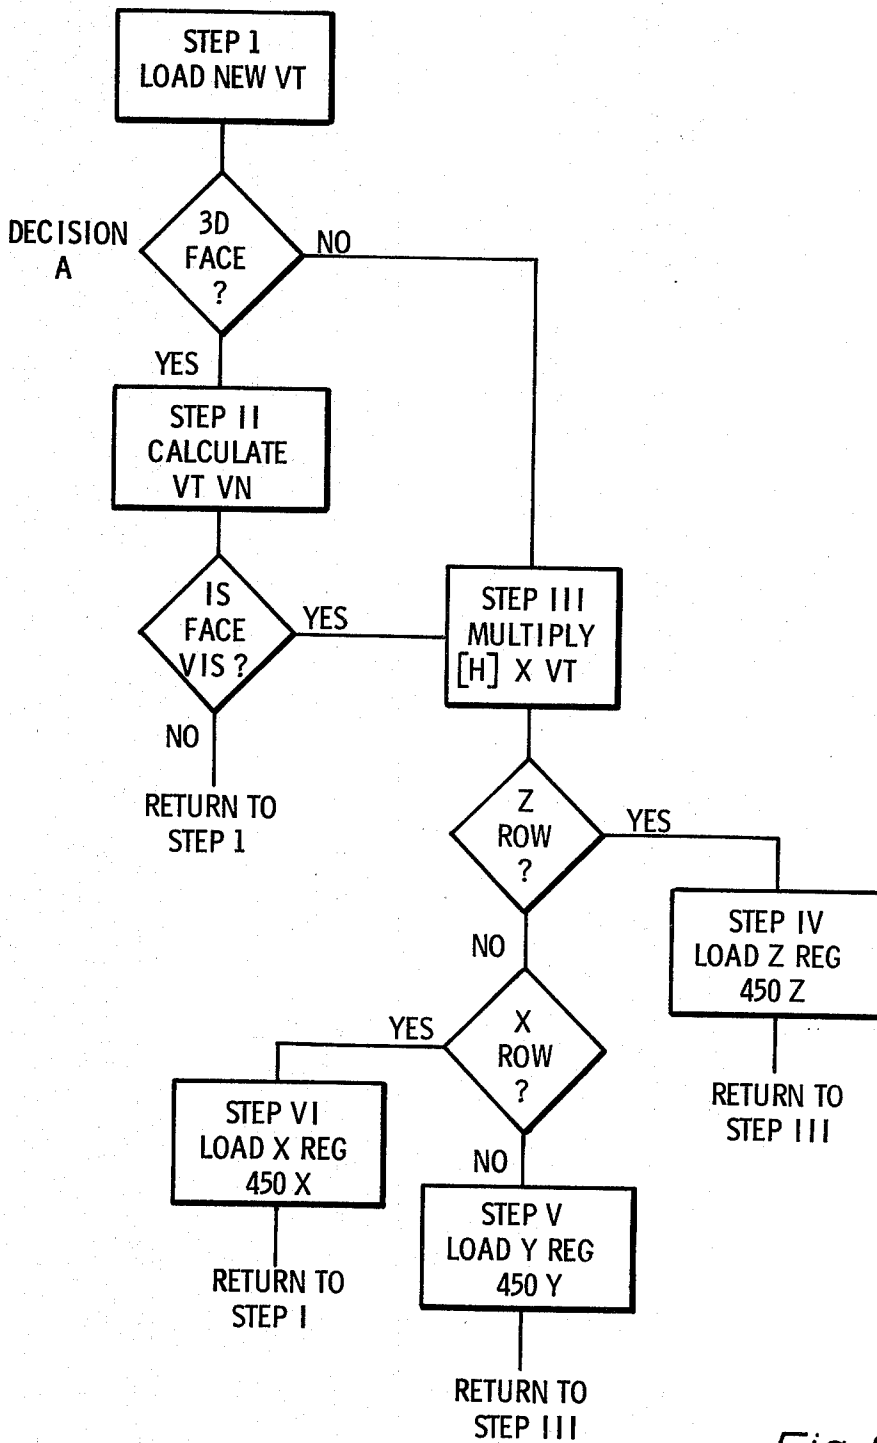 STEP 1
LOAD NEW VT
DECISION
A
3D
FACE
?
NO
YES
STEP II
CALCULATE
VT VN
IS
FACE
VIS ?
YES
NO
RETURN TO
STEP 1
STEP III
MULTIPLY
[H] X VT
Z
ROW
?
YES
NO
STEP IV
LOAD Z REG
450 Z
RETURN TO
STEP III
X
ROW
?
YES
NO
STEP VI
LOAD X REG
450 X
RETURN TO
STEP I
STEP V
LOAD Y REG
450 Y
RETURN TO
STEP III